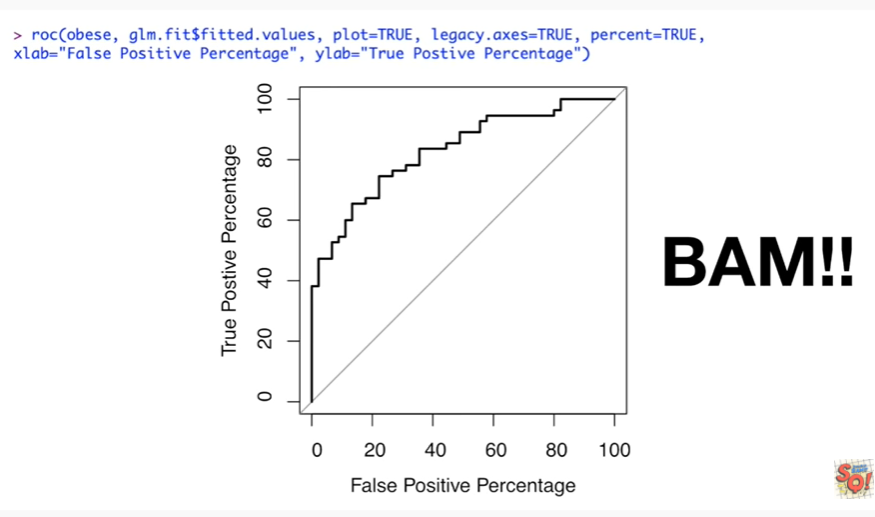 > roc(obese, glm.fit$fitted.values, plot=TRUE, legacy.axes=TRUE, percent=TRUE,
xlab="False Positive Percentage", ylab="True Postive Percentage")
True Postive Percentage
100
80
60
40
20
0
BAM!!
0 20 40 60 80 100
False Positive Percentage
SQ!